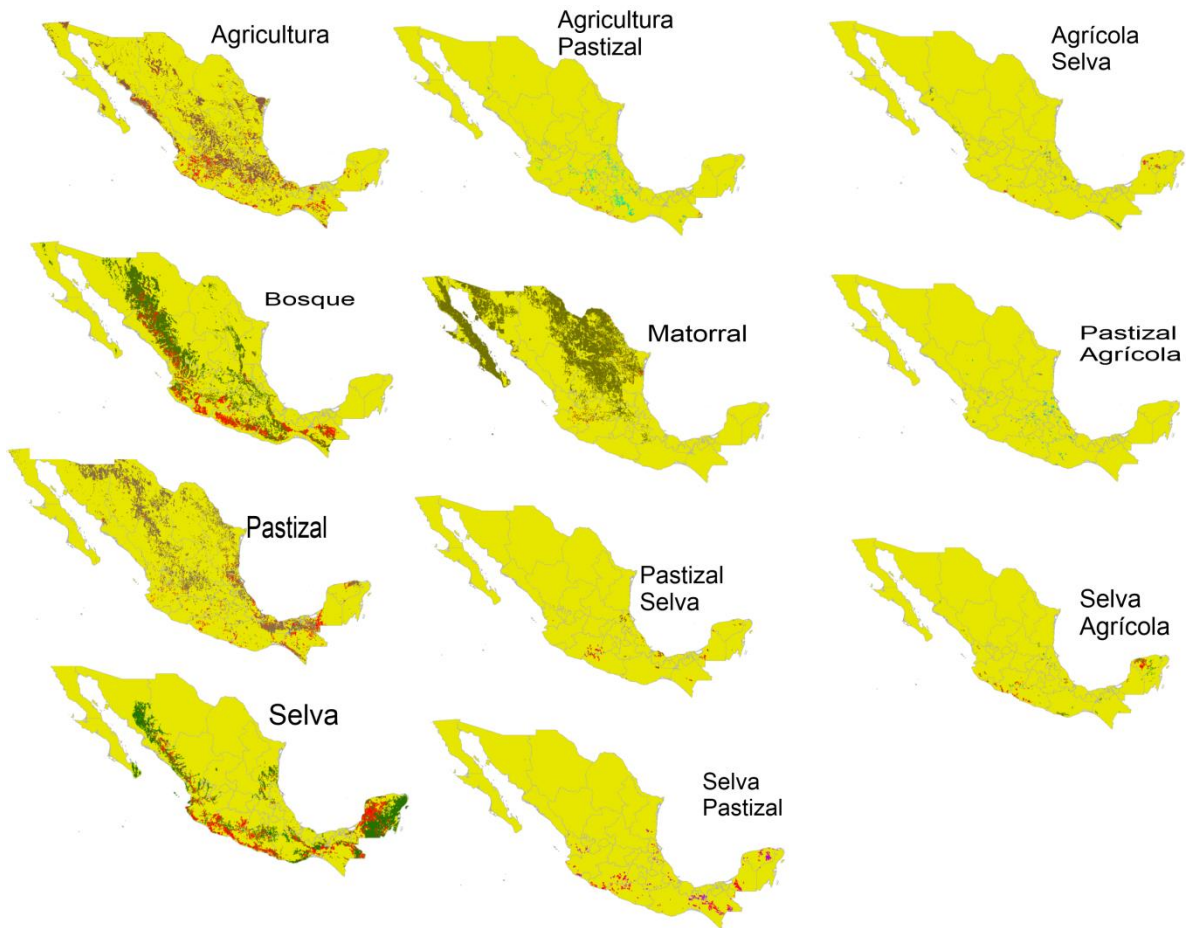 Agricultura
Agricultura
Pastizal
Agrícola
Selva
Bosque
Matorral
Pastizal
Agrícola
Pastizal
Pastizal
Selva
Selva
Agrícola
Selva
Selva
Pastizal